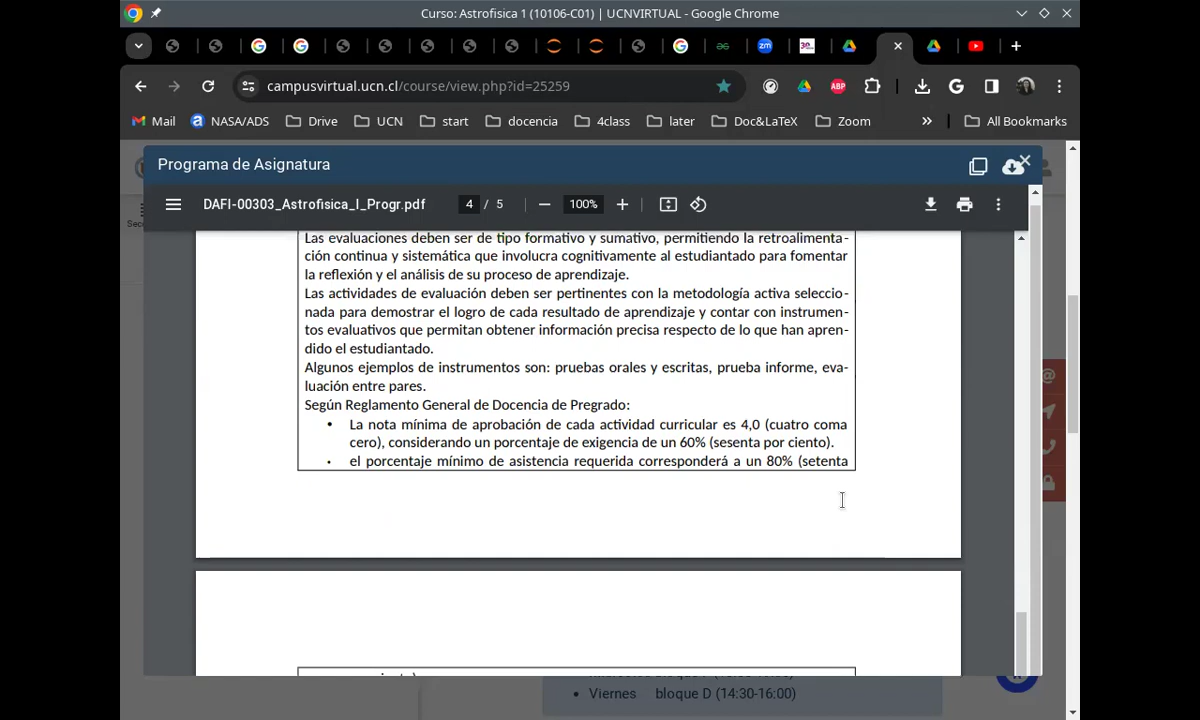 Curso: Astrofisica 1 (10106-C01) | UCNVIRTUAL - Google Chrome
campusvirtual.ucn.cl/course/view.php?id=25259
Mail NASA/ADS Drive UCN start docencia 4class later Doc&LaTeX Zoom » All Bookmarks
Programa de Asignatura
DAFI-00303_Astrofisica_I_Progr.pdf 4 / 5 — 100% +
Las evaluaciones deben ser de tipo formativo y sumativo, permitiendo la retroalimenta-
ción continua y sistemática que involucra cognitivamente al estudiantado para fomentar
la reflexión y el análisis de su proceso de aprendizaje.
Las actividades de evaluación deben ser pertinentes con la metodología activa seleccio-
nada para demostrar el logro de cada resultado de aprendizaje y contar con instrumen-
tos evaluativos que permitan obtener información precisa respecto de lo que han apren-
dido el estudiantado.
Algunos ejemplos de instrumentos son: pruebas orales y escritas, prueba informe, eva-
luación entre pares.
Según Reglamento General de Docencia de Pregrado:
• La nota mínima de aprobación de cada actividad curricular es 4,0 (cuatro coma
cero), considerando un porcentaje de exigencia de un 60% (sesenta por ciento).
• el porcentaje mínimo de asistencia requerida corresponderá a un 80% (setenta
• Viernes bloque D (14:30-16:00)